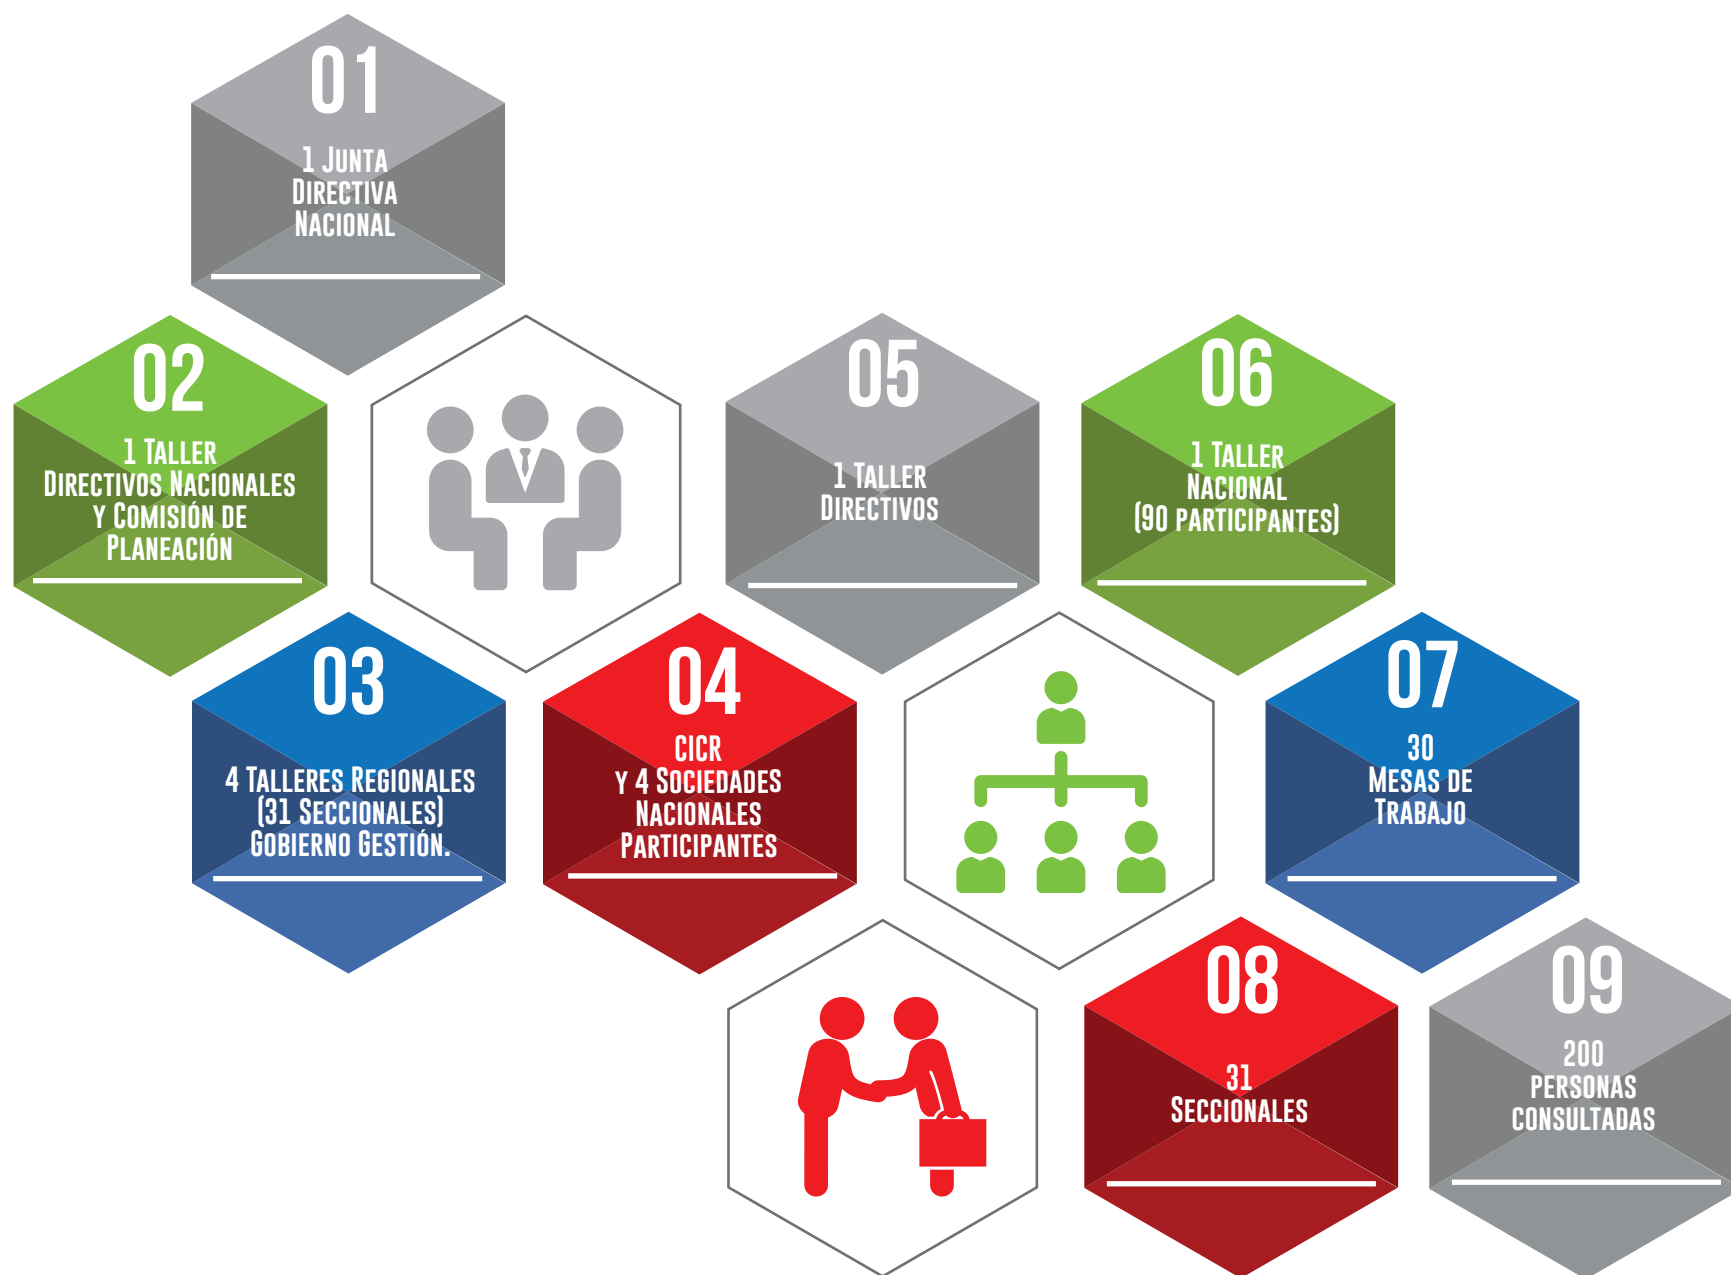 01
1 Junta
Directiva
Nacional
02
1 Taller
Directivos Nacionales
y Comisión de
Planeación
03
4 Talleres Regionales
(31 Seccionales)
Gobierno Gestión.
04
CICR
y 4 Sociedades
Nacionales
Participantes
05
1 Taller
Directivos
06
1 Taller
Nacional
(90 participantes)
07
30
Mesas de
Trabajo
08
31
Seccionales
09
200
personas
consultadas